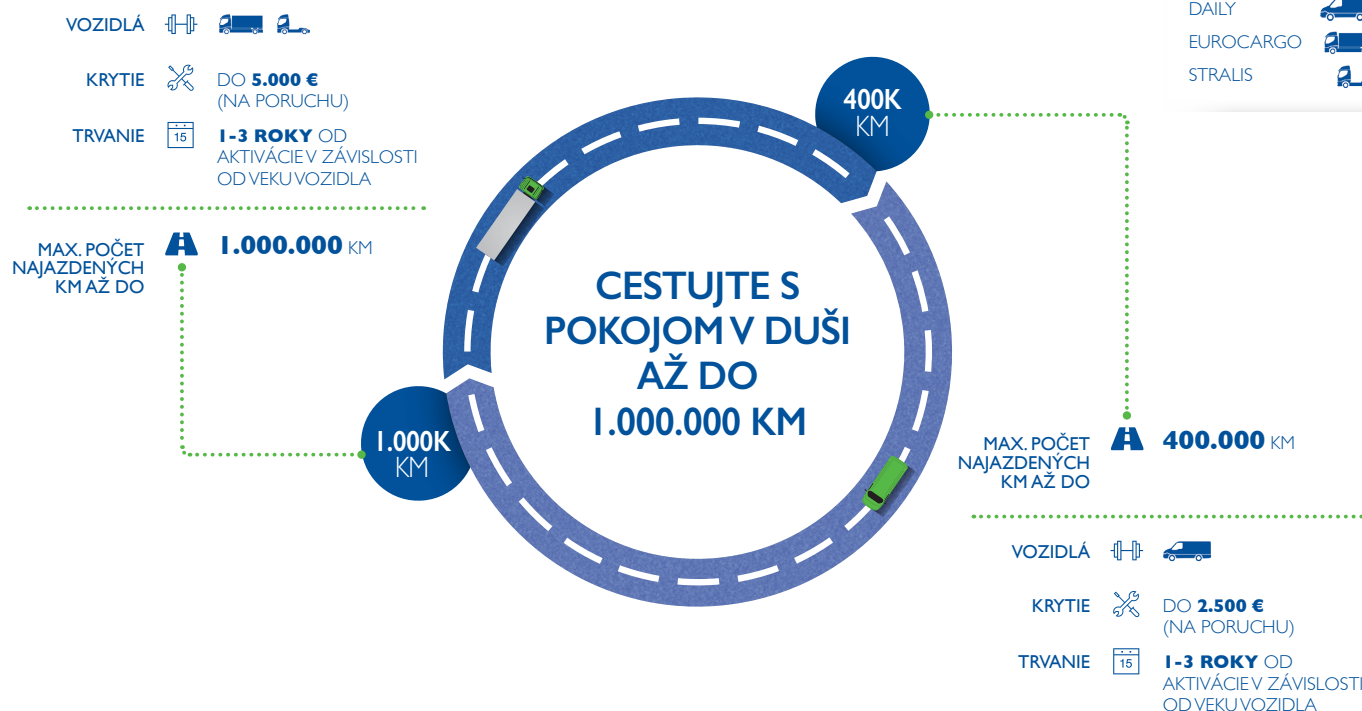 VOZIDLÁ
KRYTIE
DO 5.000 €
(NA PORUCHU)
TRVANIE
15
1-3 ROKY OD
AKTIVÁCIE V ZÁVISLOSTI
OD VEKU VOZIDLA
MAX. POČET
NAJAZDENÝCH
KM AŽ DO
1.000.000 KM
DAILY
EUROCARGO
STRALIS
400K
KM
CESTUJTE S
POKOJOM V DUŠI
AŽ DO
1.000.000 KM
1.000K
KM
MAX. POČET
NAJAZDENÝCH
KM AŽ DO
400.000 KM
VOZIDLÁ
KRYTIE
DO 2.500 €
(NA PORUCHU)
TRVANIE
15
1-3 ROKY OD
AKTIVÁCIE V ZÁVISLOSTI
OD VEKU VOZIDLA